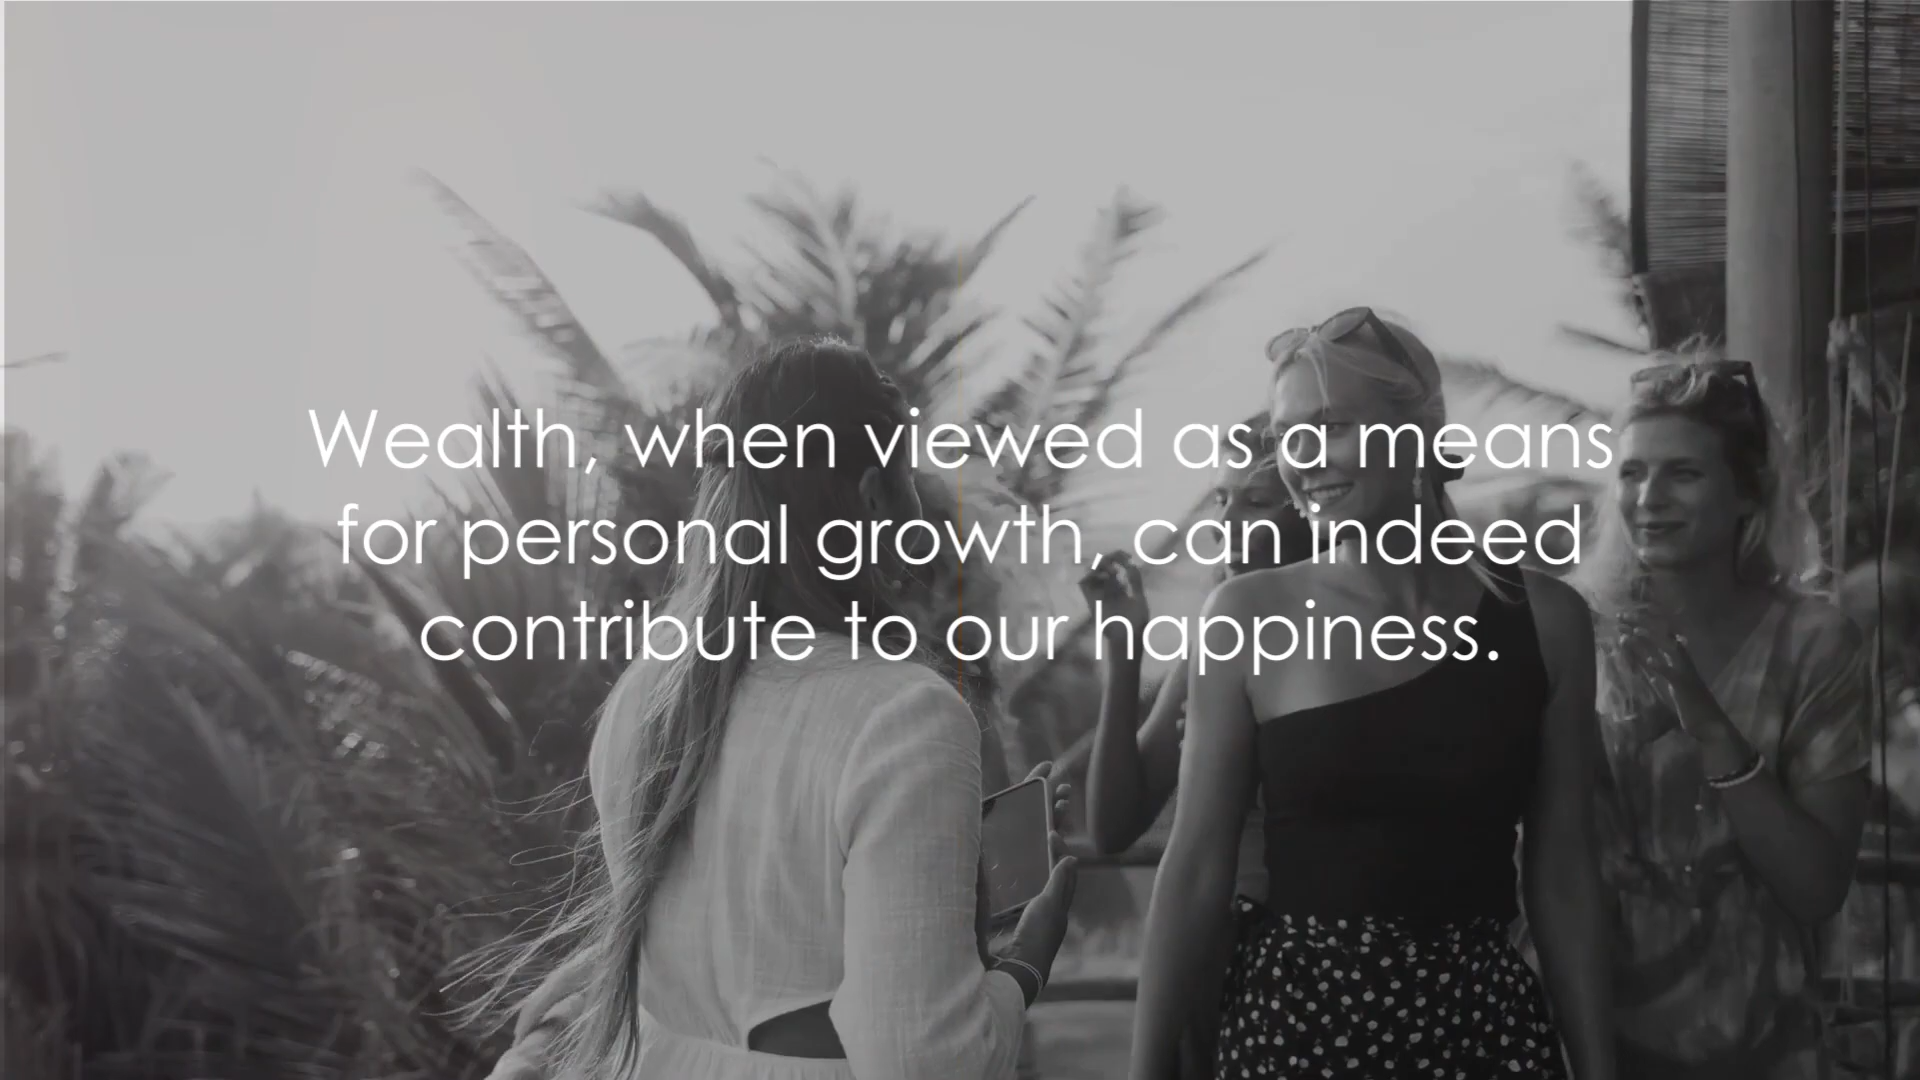 Wealth, when viewed as a means
for personal growth, can indeed
contribute to our happiness.